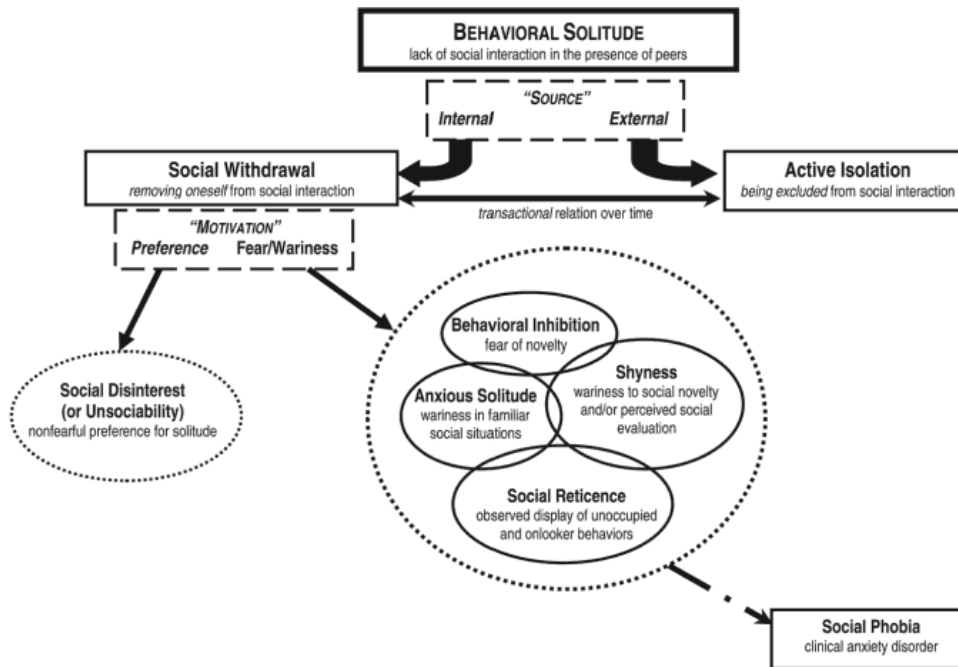 BEHAVIORAL SOLITUDE
lack of social interaction in the presence of peers
"SOURCE"
Internal External
Social Withdrawal
removing oneself from social interaction
Active Isolation
being excluded from social interaction
transactional relation over time
"MOTIVATION"
Preference Fear/Wariness
Behavioral Inhibition
fear of novelty
Shyness
wariness to social novelty
and/or perceived social
evaluation
Anxious Solitude
wariness in familiar
social situations
Social Disinterest
(or Unsociability)
nonfearful preference for solitude
Social Reticence
observed display of unoccupied
and onlooker behaviors
Social Phobia
clinical anxiety disorder